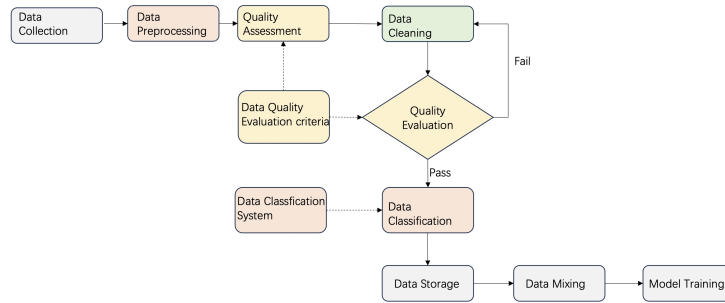 Data
Collection
Data
Preprocessing
Quality
Assessment
Data
Cleaning
Fail
Data Quality
Evaluation criteria
Quality
Evaluation
Pass
Data Classfication
System
Data
Classification
Data Storage
Data Mixing
Model Training